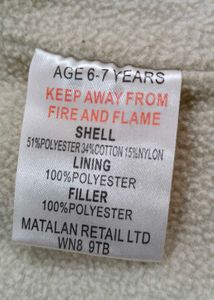 AGE 6-7 YEARS
KEEP AWAY FROM
FIRE AND FLAME
SHELL
51%POLYESTER 34%COTTON 15%NYLON
LINING
100%POLYESTER
FILLER
100%POLYESTER
MATALAN RETAIL LTD
WN8 9TB